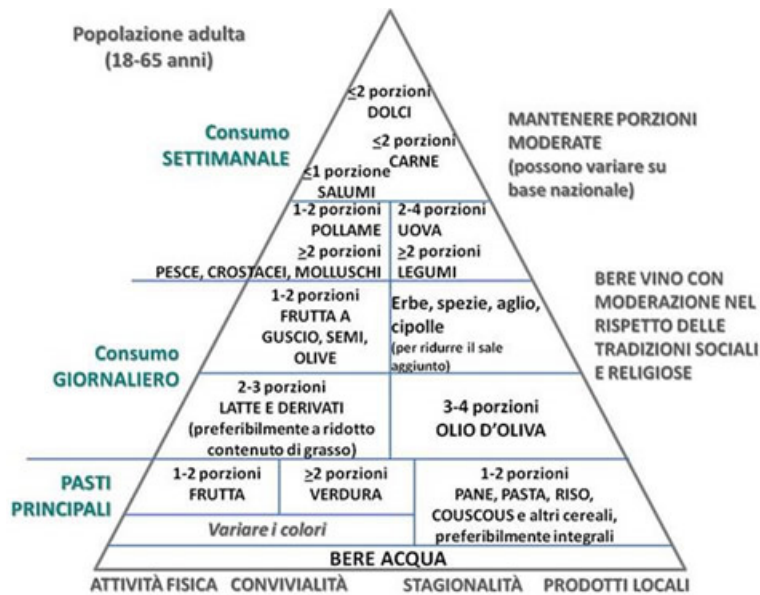 Popolazione adulta
(18-65 anni)
≤2 porzioni
DOLCI
Consumo
SETTIMANALE
≤2 porzioni
CARNE
≤1 porzione
SALUMI
MANTENERE PORZIONI
MODERATE
(possono variare su
base nazionale)
1-2 porzioni
POLLAME
≥2 porzioni
PESCE, CROSTACEI, MOLLUSCHI
2-4 porzioni
UOVA
≥2 porzioni
LEGUMI
BERE VINO CON
MODERAZIONE NEL
RISPETTO DELLE
TRADIZIONI SOCIALI
E RELIGIOSE
Consumo
GIORNALIERO
1-2 porzioni
FRUTTA A
GUSCIO, SEMI,
OLIVE
Erbe, spezie, aglio,
cipolle
(per ridurre il sale
aggiunto)
2-3 porzioni
LATTE E DERIVATI
(preferibilmente a ridotto
contenuto di grasso)
3-4 porzioni
OLIO D'OLIVA
PASTI
PRINCIPALI
1-2 porzioni
FRUTTA
≥2 porzioni
VERDURA
Variare i colori
1-2 porzioni
PANE, PASTA, RISO,
COUSCOUS e altri cereali,
preferibilmente integrali
BERE ACQUA
ATTIVITÀ FISICA CONVIVIALITÀ STAGIONALITÀ PRODOTTI LOCALI